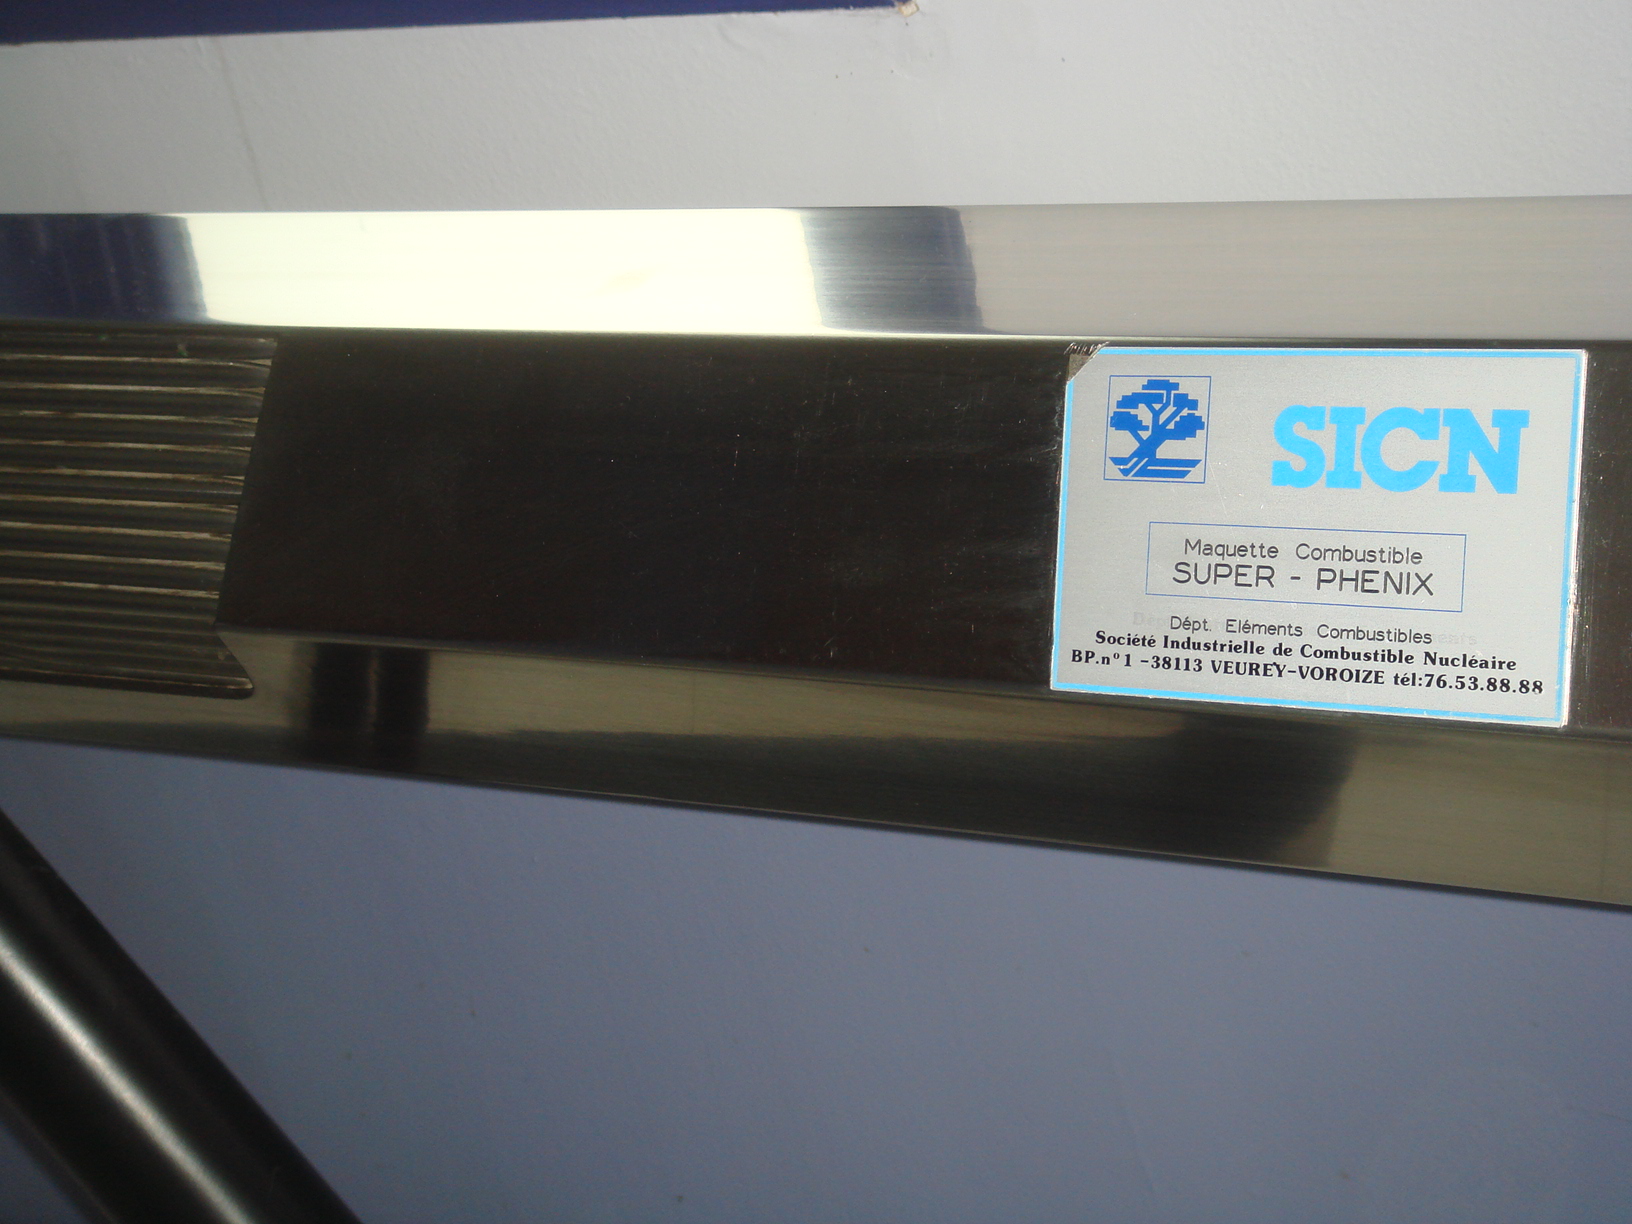 SICN
Maquette Combustible
SUPER - PHENIX
Dépt. Eléments Combustibles
Société Industrielle de Combustible Nucléaire
BP.n°1 -38113 VEUREY-VOROIZE tél:76.53.88.88